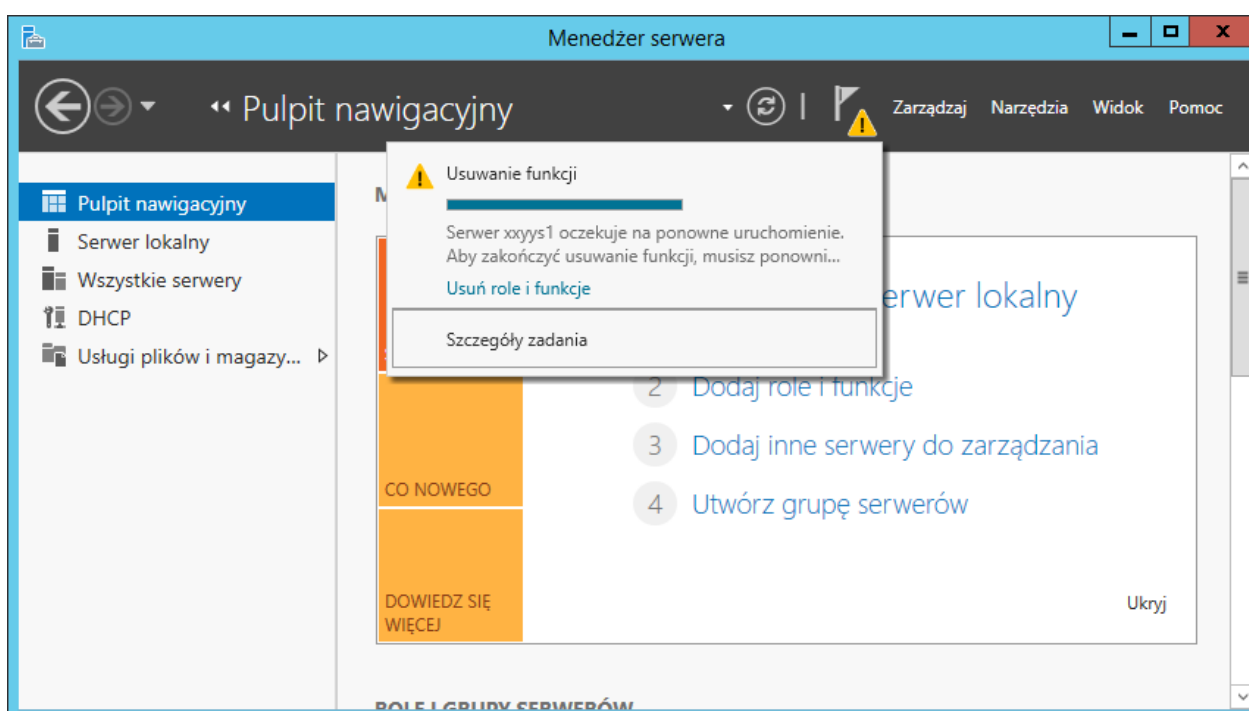 Menedżer serwera
Pulpit nawigacyjny
Zarządzaj Narzędzia Widok Pomoc
Pulpit nawigacyjny
Serwer lokalny
Wszystkie serwery
DHCP
Usługi plików i magazy...
Usuwanie funkcji
Serwer xxyys1 oczekuje na ponowne uruchomienie.
Aby zakończyć usuwanie funkcji, musisz ponowni...
Usuń role i funkcje
Szczegóły zadania
erwer lokalny
2 Dodaj role i funkcje
3 Dodaj inne serwery do zarządzania
4 Utwórz grupę serwerów
CO NOWEGO
DOWIEDZ SIĘ
WIĘCEJ
Ukryj
ROLE I GRUPY SERWERÓW